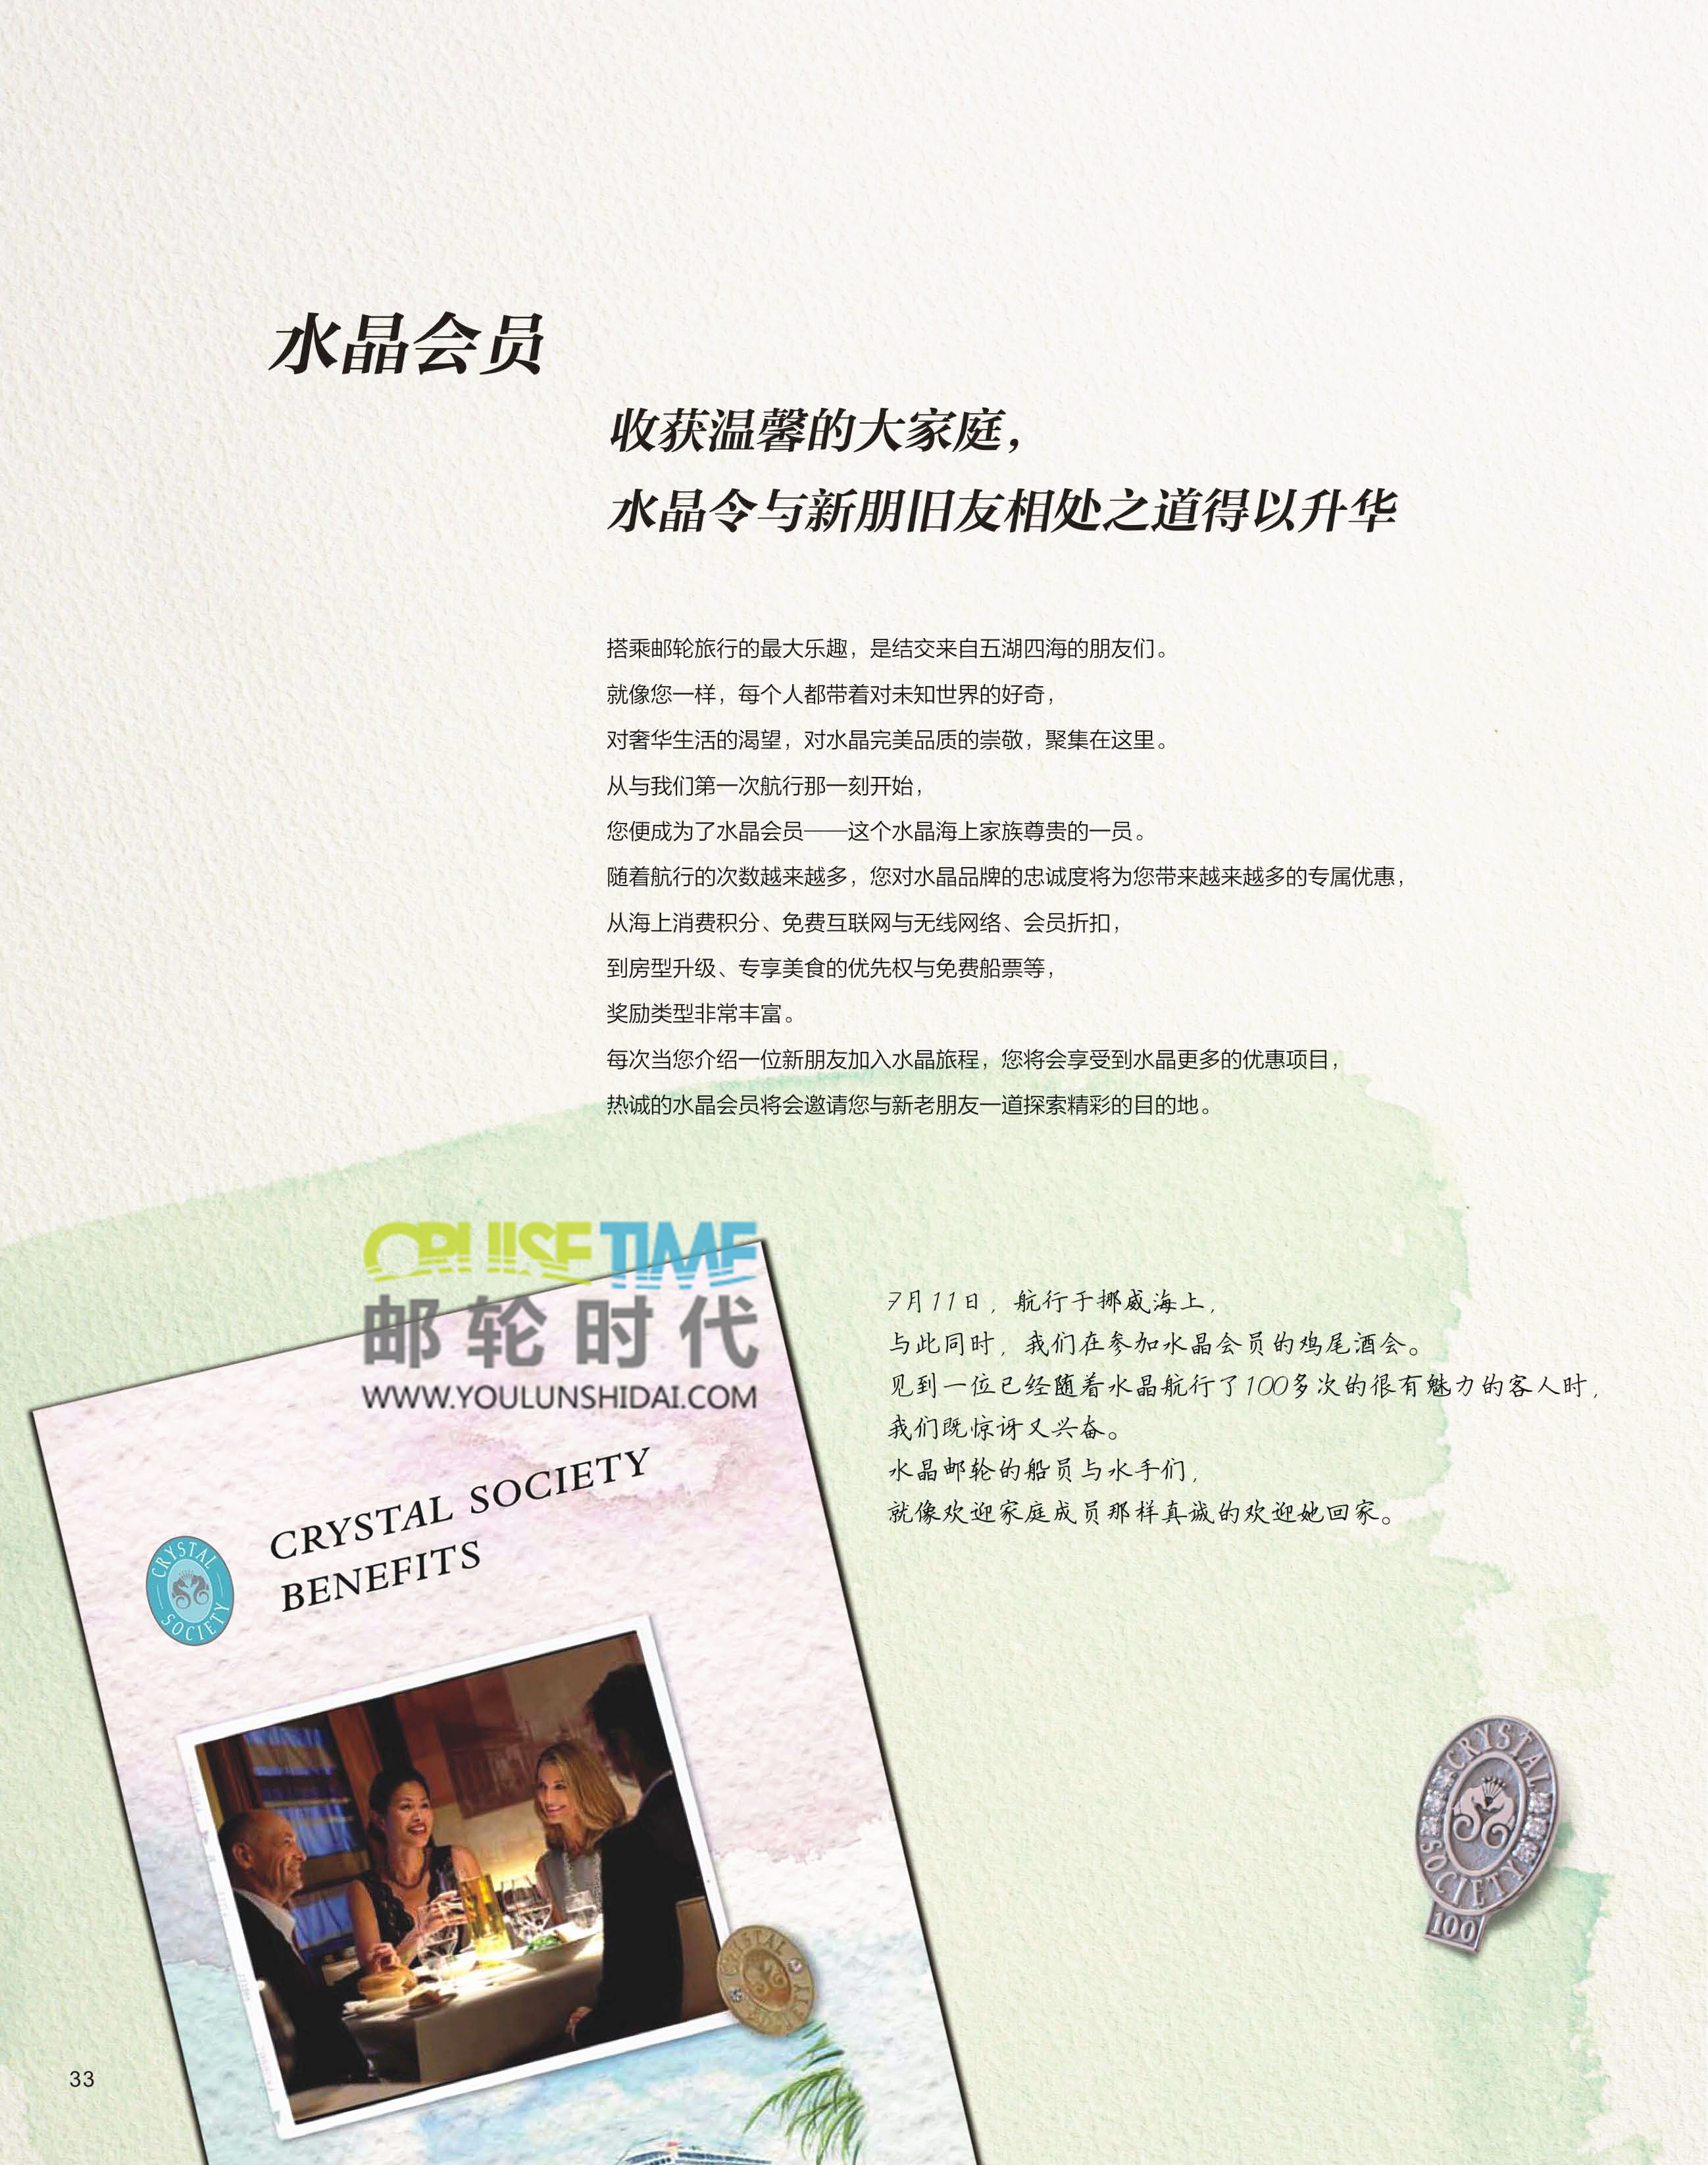 水晶会员
收获温馨的大家庭，
水晶令与新朋旧友相处之道得以升华
搭乘邮轮旅行的最大乐趣，是结交来自五湖四海的朋友们。
就像您一样，每个人都带着对未知世界的好奇，
对奢华生活的渴望，对水晶完美品质的崇敬，聚集在这里。
从与我们第一次航行那一刻开始，
您便成为了水晶会员——这个水晶海上家族尊贵的一员。
随着航行的次数越来越多，您对水晶品牌的忠诚度将为您带来越来越多的专属优惠，
从海上消费积分、免费互联网与无线网络、会员折扣，
到房型升级、专享美食的优先权与免费船票等，
奖励类型非常丰富。
每次当您介绍一位新朋友加入水晶旅程，您将会享受到水晶更多的优惠项目，
热诚的水晶会员将会邀请您与新老朋友一道探索精彩的目的地。
CRUISE TIME
邮轮时代
WWW.YOULUNSHIDAI.COM
7月11日，航行于挪威海上，
与此同时，我们在参加水晶会员的鸡尾酒会。
见到一位已经随着水晶航行了100多次的很有魅力的客人时，
我们既惊讶又兴奋。
水晶邮轮的船员与水手们，
就像欢迎家庭成员那样真诚的欢迎她回家。
CRYSTAL SOCIETY
BENEFITS
CRYSTAL
SOCIETY
CRYSTAL
SOCIETY
100
CRYSTAL
SOCIETY
33